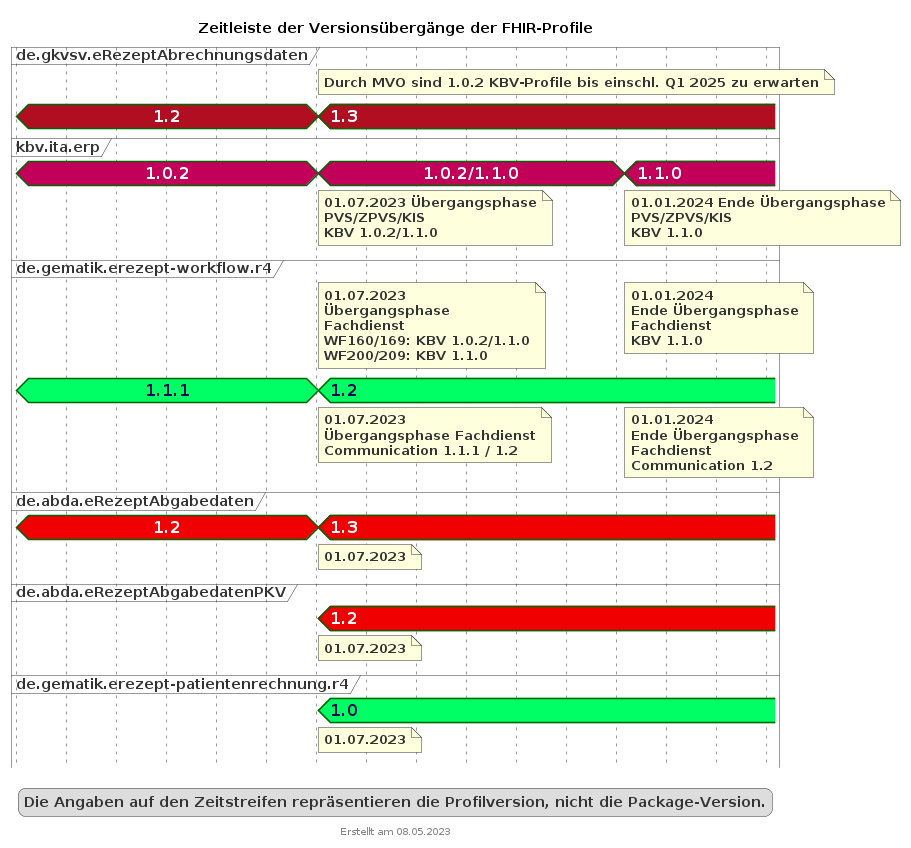 Zeitleiste der Versionsübergänge der FHIR-Profile
de.gkvsv.eRezeptAbrechnungsdaten
Durch MVO sind 1.0.2 KBV-Profile bis einschl. Q1 2025 zu erwarten
1.2
1.3
kbv.ita.erp
1.0.2
1.0.2/1.1.0
1.1.0
01.07.2023 Übergangsphase
PVS/ZPVS/KIS
KBV 1.0.2/1.1.0
01.01.2024 Ende Übergangsphase
PVS/ZPVS/KIS
KBV 1.1.0
de.gematik.erezept-workflow.r4
01.07.2023
Übergangsphase
Fachdienst
WF160/169: KBV 1.0.2/1.1.0
WF200/209: KBV 1.1.0
01.01.2024
Ende Übergangsphase
Fachdienst
KBV 1.1.0
1.1.1
1.2
01.07.2023
Übergangsphase Fachdienst
Communication 1.1.1 / 1.2
01.01.2024
Ende Übergangsphase
Fachdienst
Communication 1.2
de.abda.eRezeptAbgabedaten
1.2
1.3
01.07.2023
de.abda.eRezeptAbgabedatenPKV
1.2
01.07.2023
de.gematik.erezept-patientenrechnung.r4
1.0
01.07.2023
Die Angaben auf den Zeitstreifen repräsentieren die Profilversion, nicht die Package-Version.
Erstellt am 08.05.2023